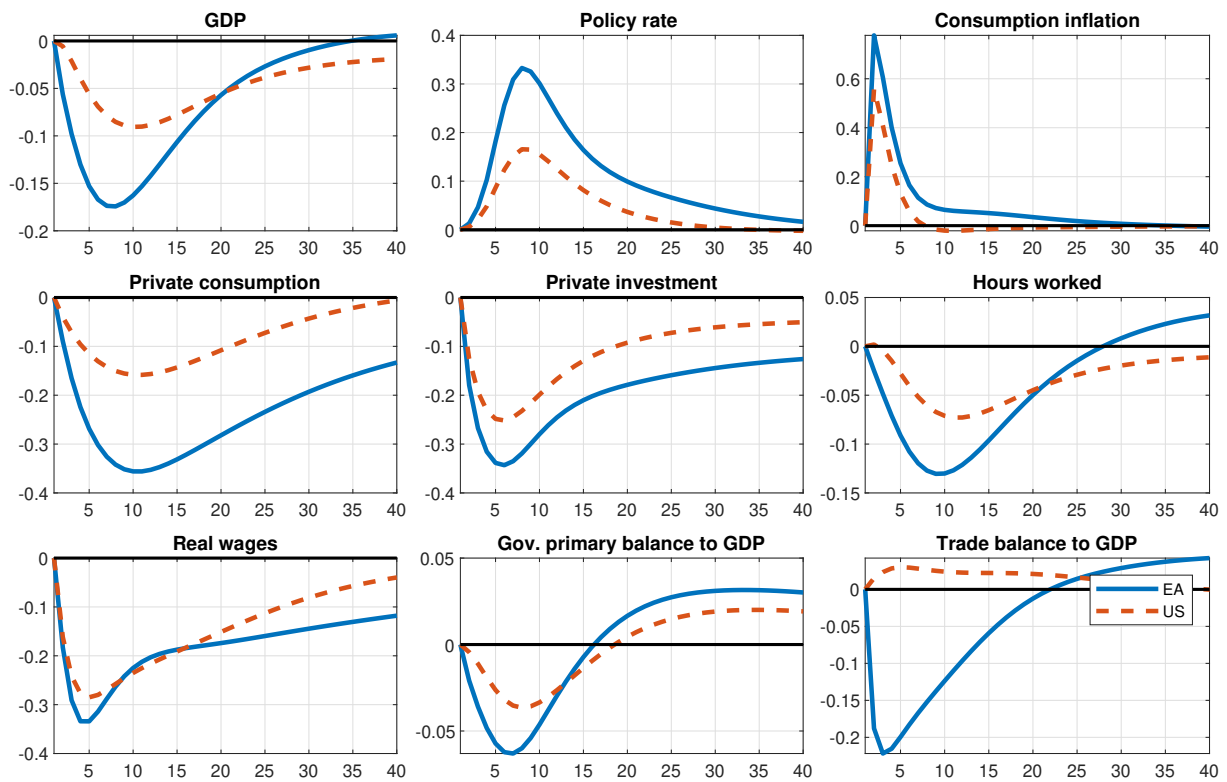 GDP
0
-0.05
-0.1
-0.15
-0.2
5 10 15 20 25 30 35 40
Policy rate
0.4
0.3
0.2
0.1
0
5 10 15 20 25 30 35 40
Consumption inflation
0.6
0.4
0.2
0
5 10 15 20 25 30 35 40
Private consumption
0
-0.1
-0.2
-0.3
-0.4
5 10 15 20 25 30 35 40
Private investment
0
-0.1
-0.2
-0.3
-0.4
5 10 15 20 25 30 35 40
Hours worked
0.05
0
-0.05
-0.1
-0.15
5 10 15 20 25 30 35 40
Real wages
0
-0.1
-0.2
-0.3
-0.4
5 10 15 20 25 30 35 40
Gov. primary balance to GDP
0.05
0
-0.05
5 10 15 20 25 30 35 40
Trade balance to GDP
0
-0.05
-0.1
-0.15
-0.2
EA
US
5 10 15 20 25 30 35 40